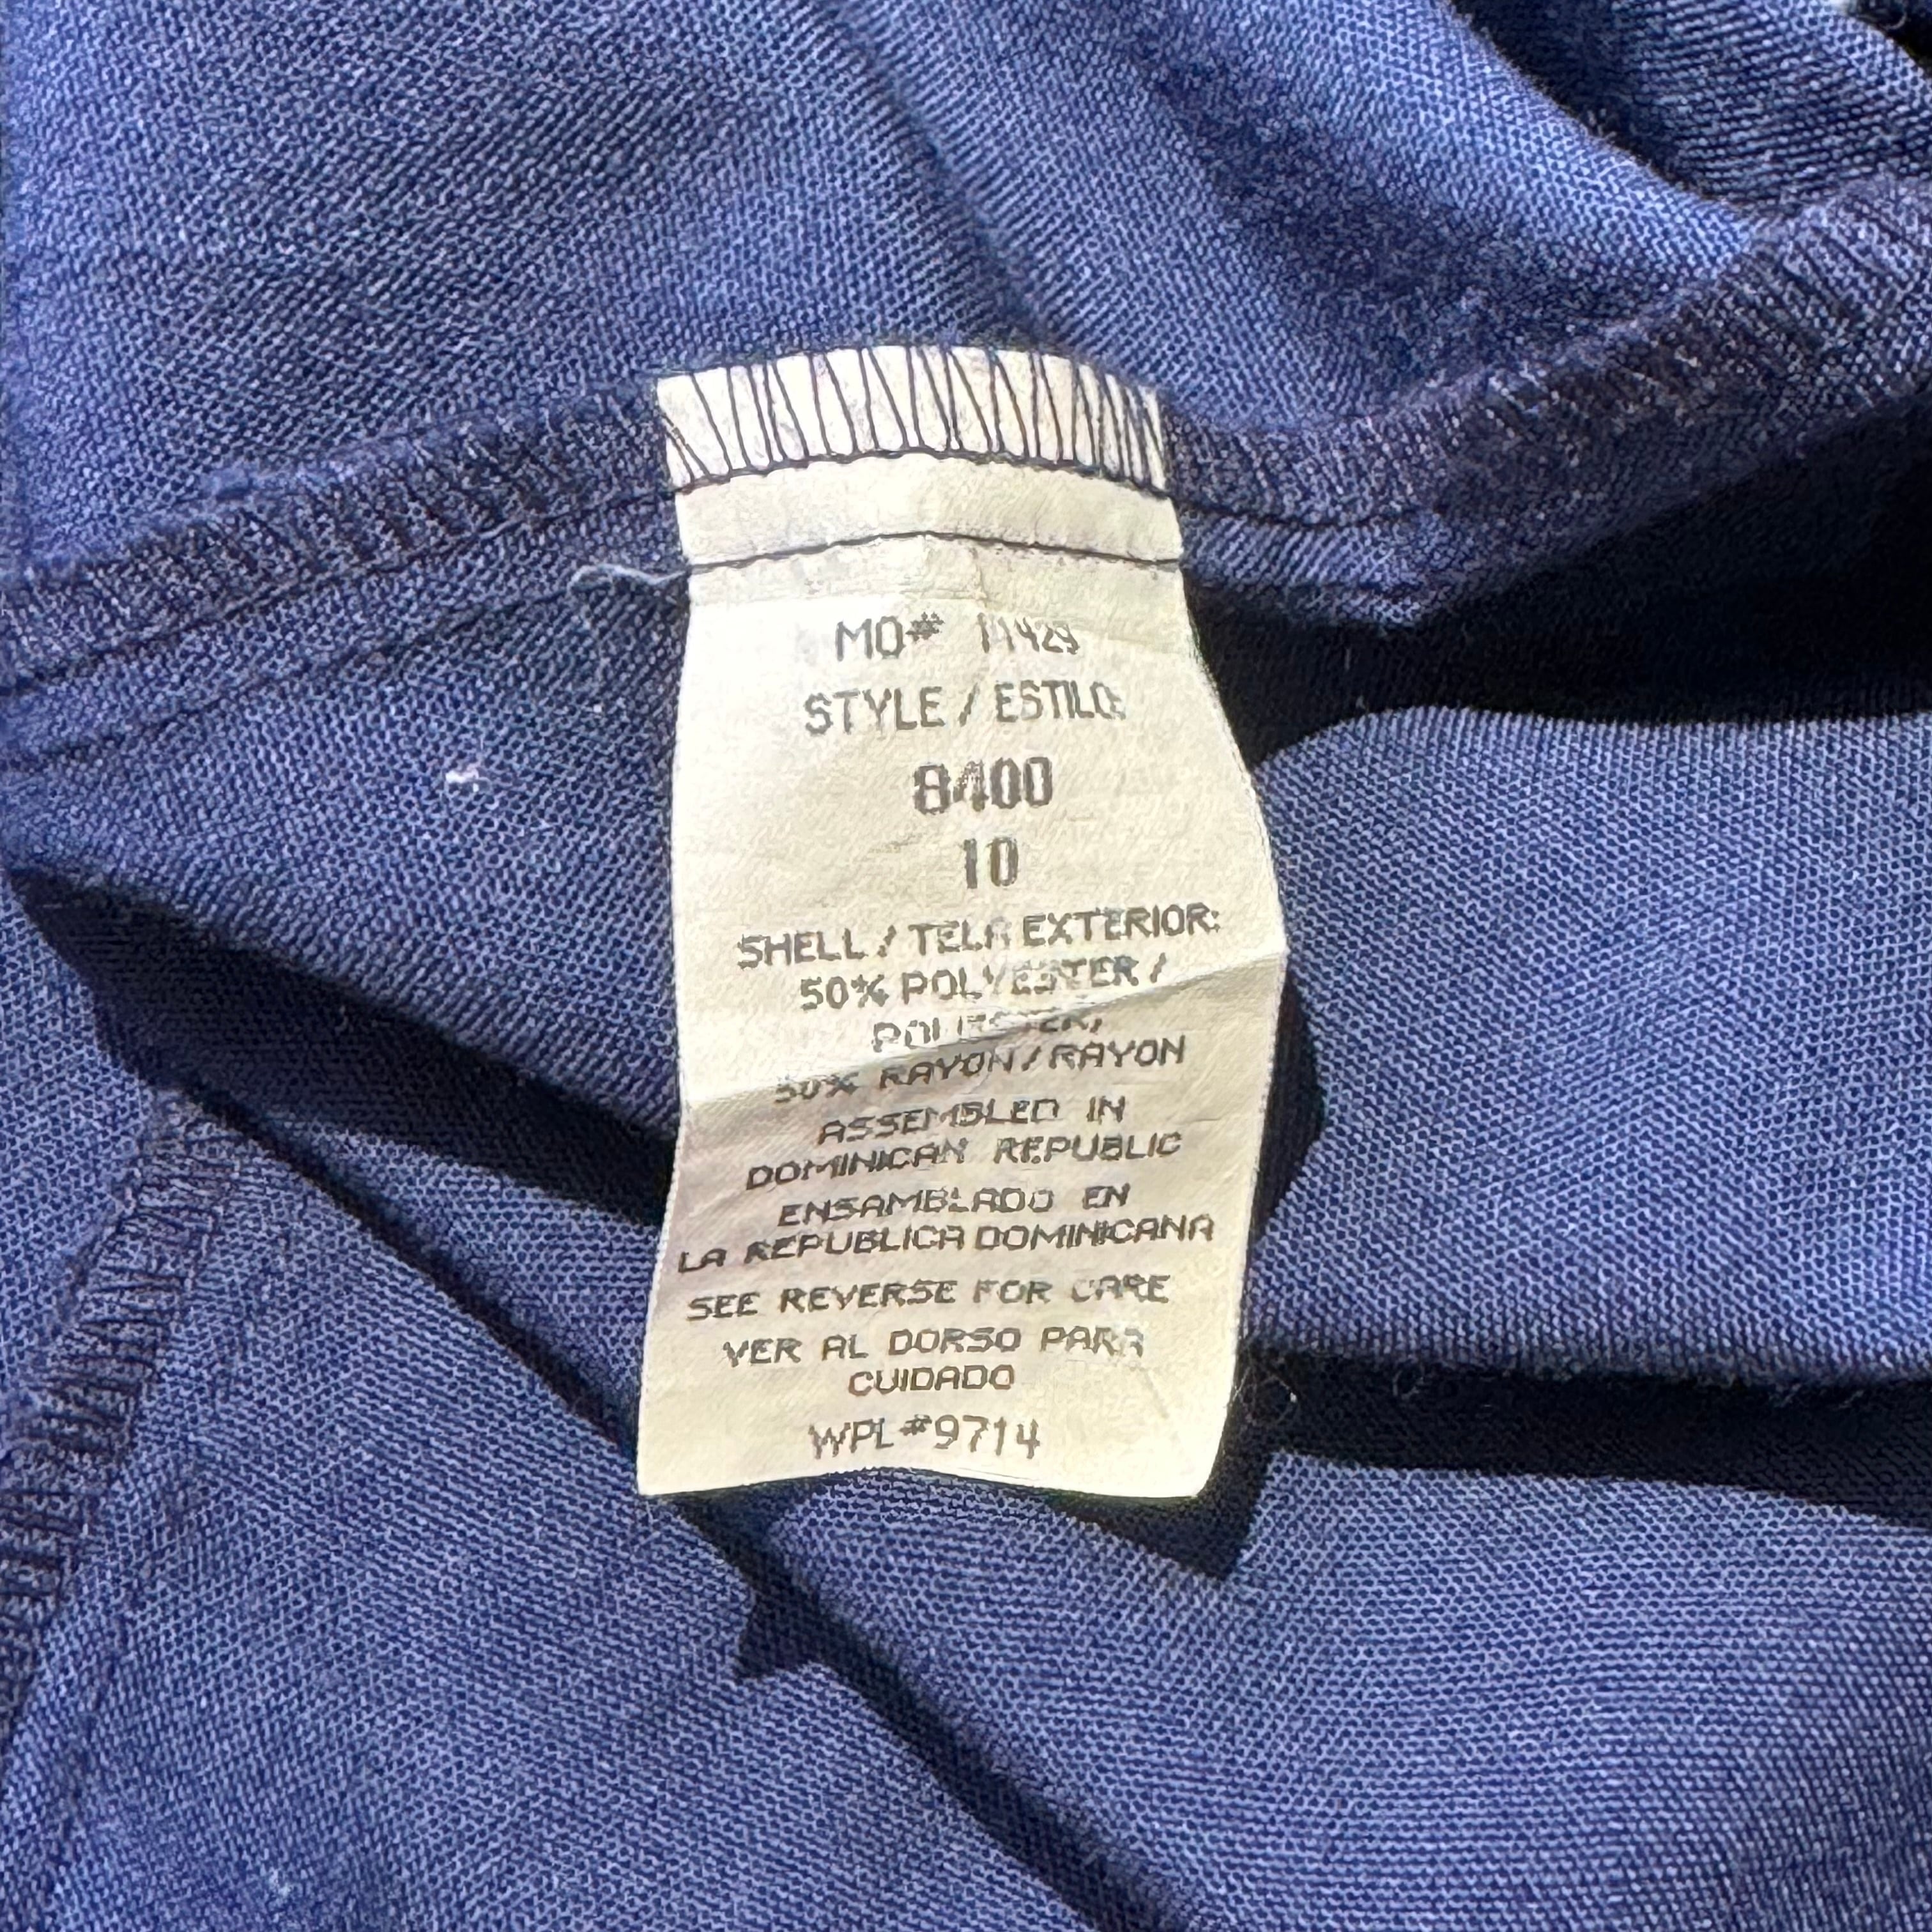 MO# 11429
STYLE / ESTILO:
8400
10
SHELL / TELA EXTERIOR:
50% POLYESTER /
POLIESTER,
50% RAYON / RAYON
ASSEMBLED IN
DOMINICAN REPUBLIC
ENSAMBLADO EN
LA REPUBLICA DOMINICANA
SEE REVERSE FOR CARE
VER AL DORSO PARA
CUIDADO
WPL#9714